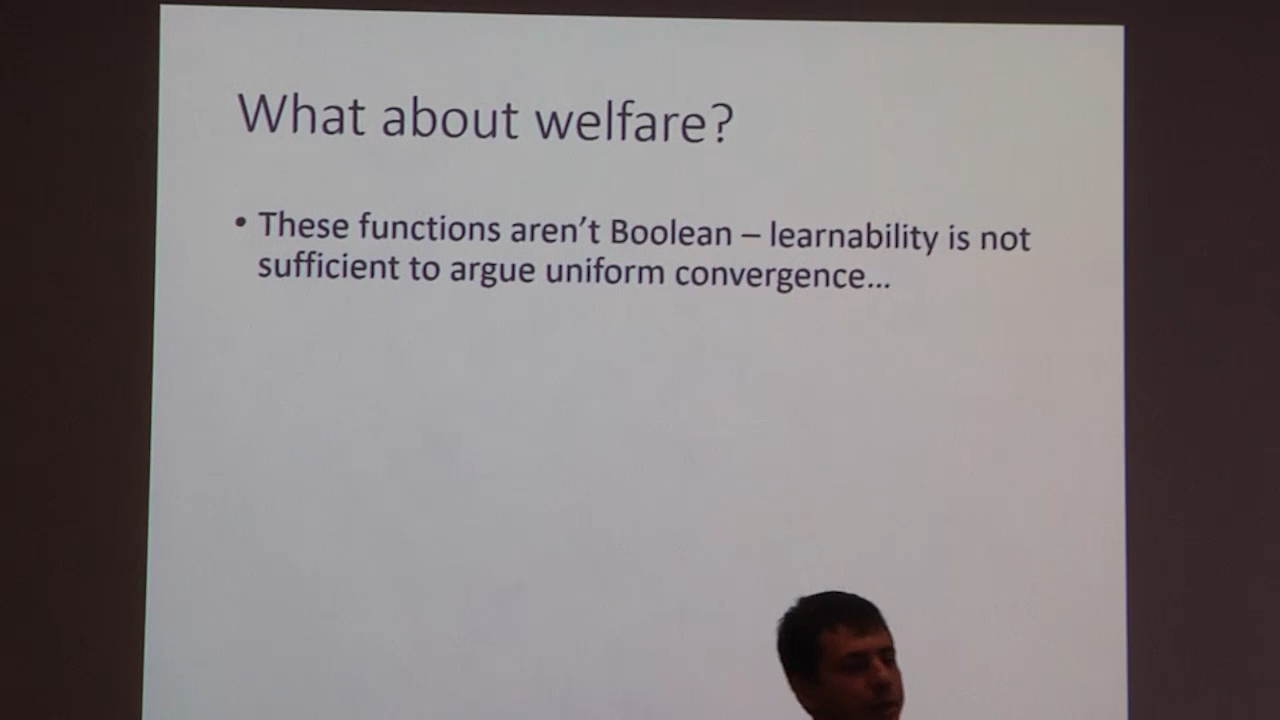 What about welfare?
• These functions aren’t Boolean – learnability is not
sufficient to argue uniform convergence…